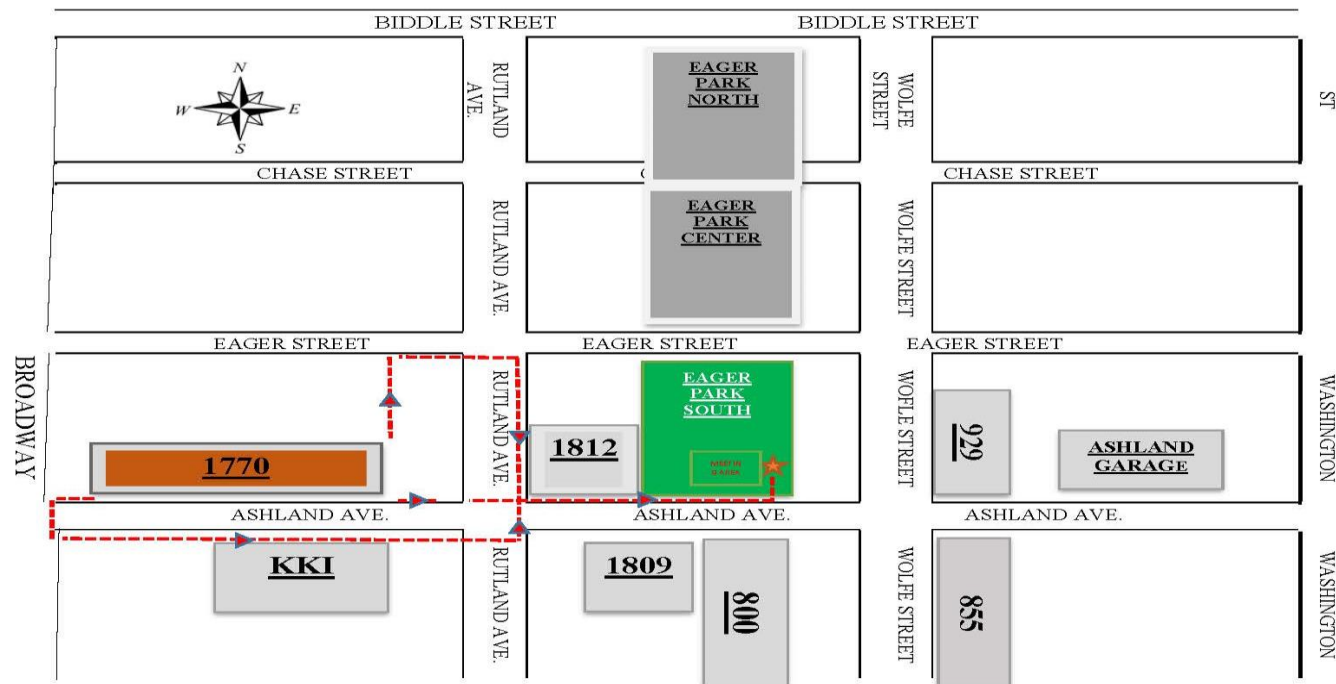 BIDDLE STREET
BIDDLE STREET
N
W
E
S
RUTLAND
AVE.
EAGER
PARK
NORTH
WOLFE
STREET
ST
CHASE STREET
CHASE STREET
RUTLAND AVE.
EAGER
PARK
CENTER
WOLFE STREET
EAGER STREET
EAGER STREET
EAGER STREET
BROADWAY
1770
RUTLAND AVE.
1812
EAGER
PARK
SOUTH
WOFLE STREET
929
ASHLAND
GARAGE
WASHINGTON
ASHLAND AVE.
ASHLAND AVE.
ASHLAND AVE.
KKI
RUTLAND AVE.
1809
800
WOLFE STREET
855
WASHINGTON